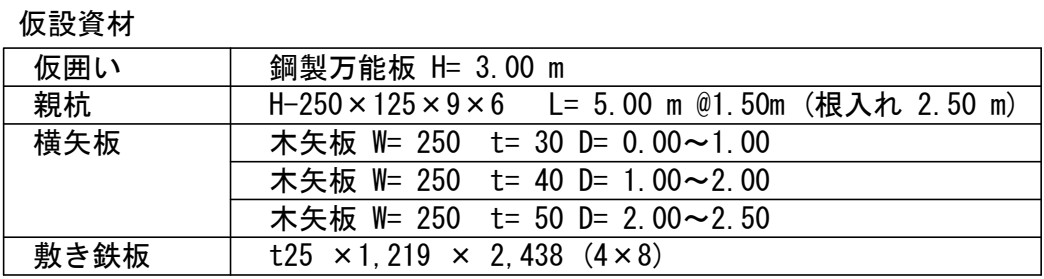 仮設資材
仮囲い 鋼製万能板 H= 3.00 m
親杭 H-250×125×9×6 L= 5.00 m @1.50m (根入れ 2.50 m)
横矢板 木矢板 W= 250 t= 30 D= 0.00～1.00
木矢板 W= 250 t= 40 D= 1.00～2.00
木矢板 W= 250 t= 50 D= 2.00～2.50
敷き鉄板 t25 ×1,219 × 2,438 (4×8)